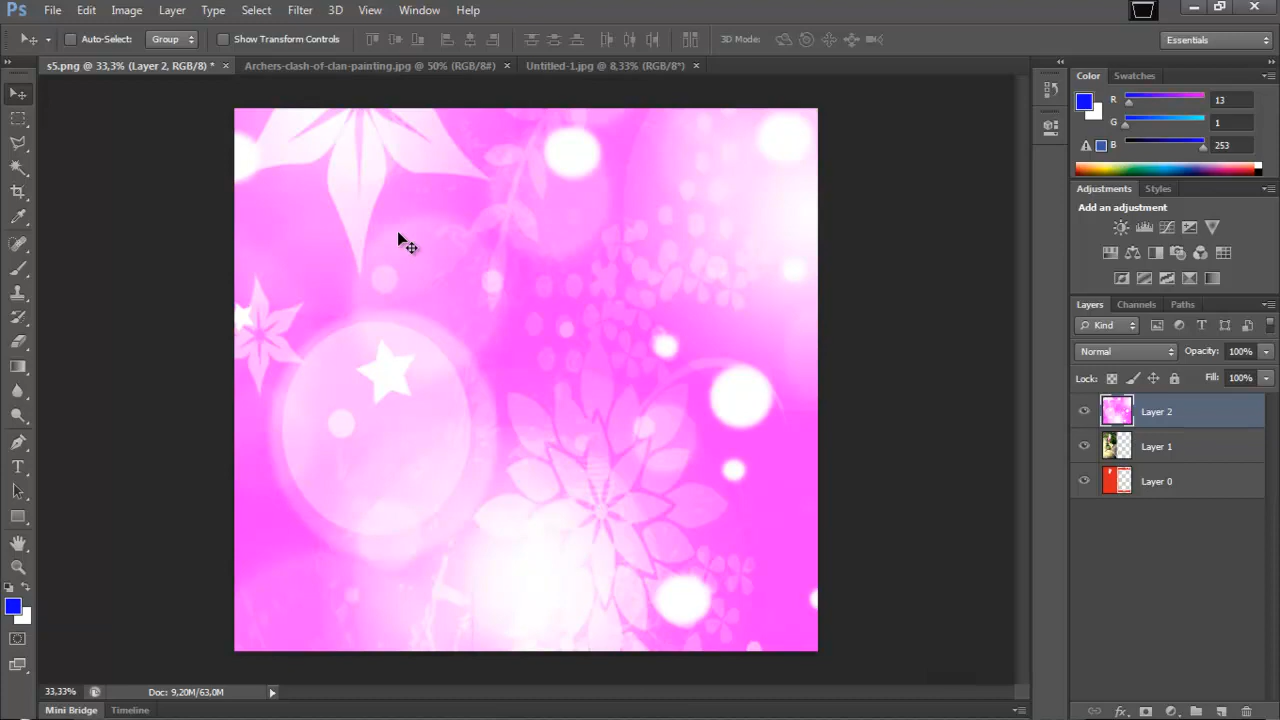 Ps File Edit Image Layer Type Select Filter 3D View Window Help
Auto-Select: Group Show Transform Controls 3D Mode: Essentials
s5.png @ 33,3% (Layer 2, RGB/8) * × Archers-clash-of-clan-painting.jpg @ 50% (RGB/8#) × Untitled-1.jpg @ 8,33% (RGB/8*) ×
Color Swatches
R 13
G 1
B 253
Adjustments Styles
Add an adjustment
Layers Channels Paths
Kind
Normal Opacity: 100%
Lock: Fill: 100%
Layer 2
Layer 1
Layer 0
T
33,33% Doc: 9,20M/63,0M
Mini Bridge Timeline
fx